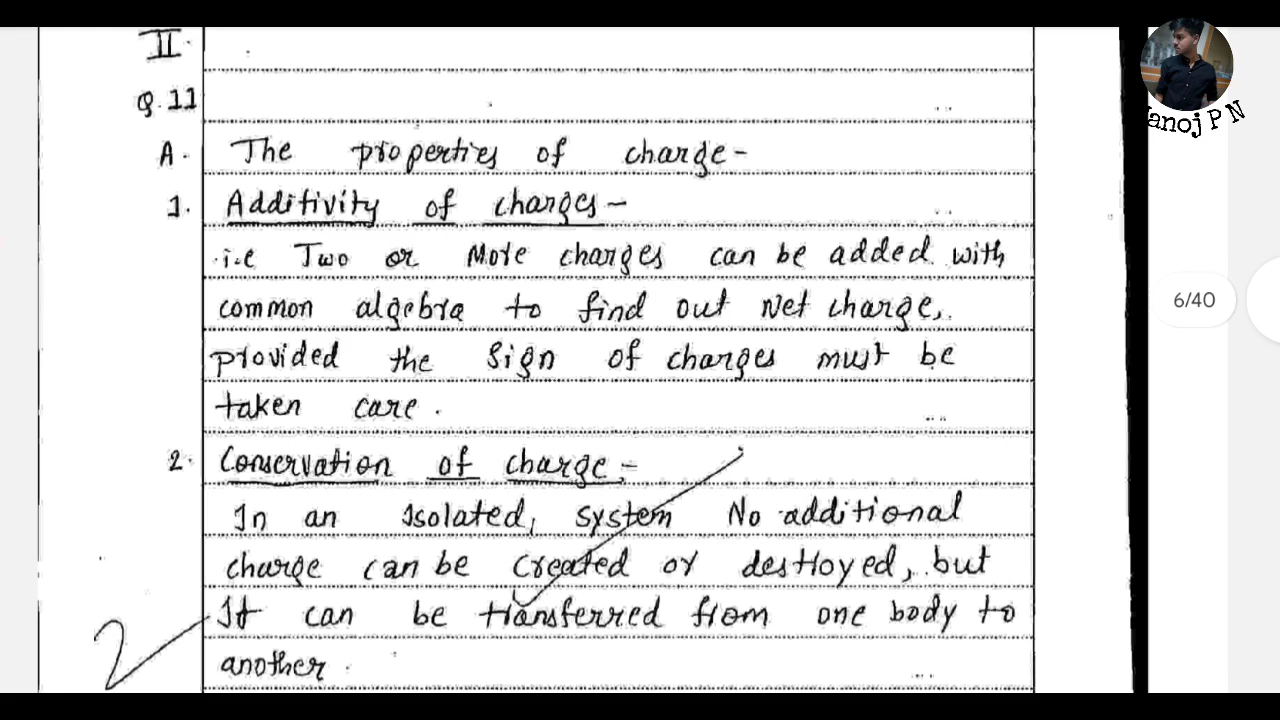 II.
Q.11
A. The properties of charge-
1. Additivity of charges-
i.e Two or More charges can be added with
common algebra to find out Net charge,
provided the Sign of charges must be
taken care.
2. Conservation of charge-
In an Isolated, system No additional
charge can be created or destroyed, but
It can be transferred from one body to
another.
2
anoj P N
6/40